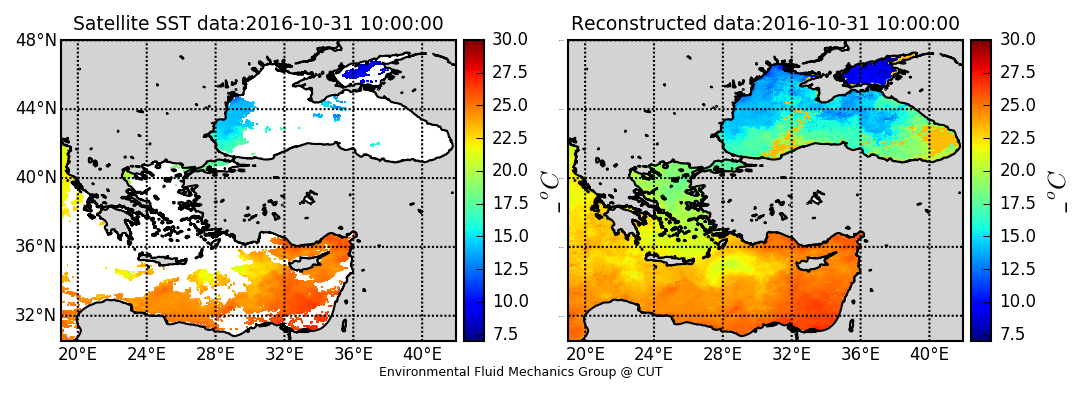 Satellite SST data:2016-10-31 10:00:00
48°N
44°N
40°N
36°N
32°N
20°E 24°E 28°E 32°E 36°E 40°E
30.0
27.5
25.0
22.5
20.0
17.5
15.0
12.5
10.0
7.5
_ °C
Reconstructed data:2016-10-31 10:00:00
20°E 24°E 28°E 32°E 36°E 40°E
30.0
27.5
25.0
22.5
20.0
17.5
15.0
12.5
10.0
7.5
_ °C
Environmental Fluid Mechanics Group @ CUT